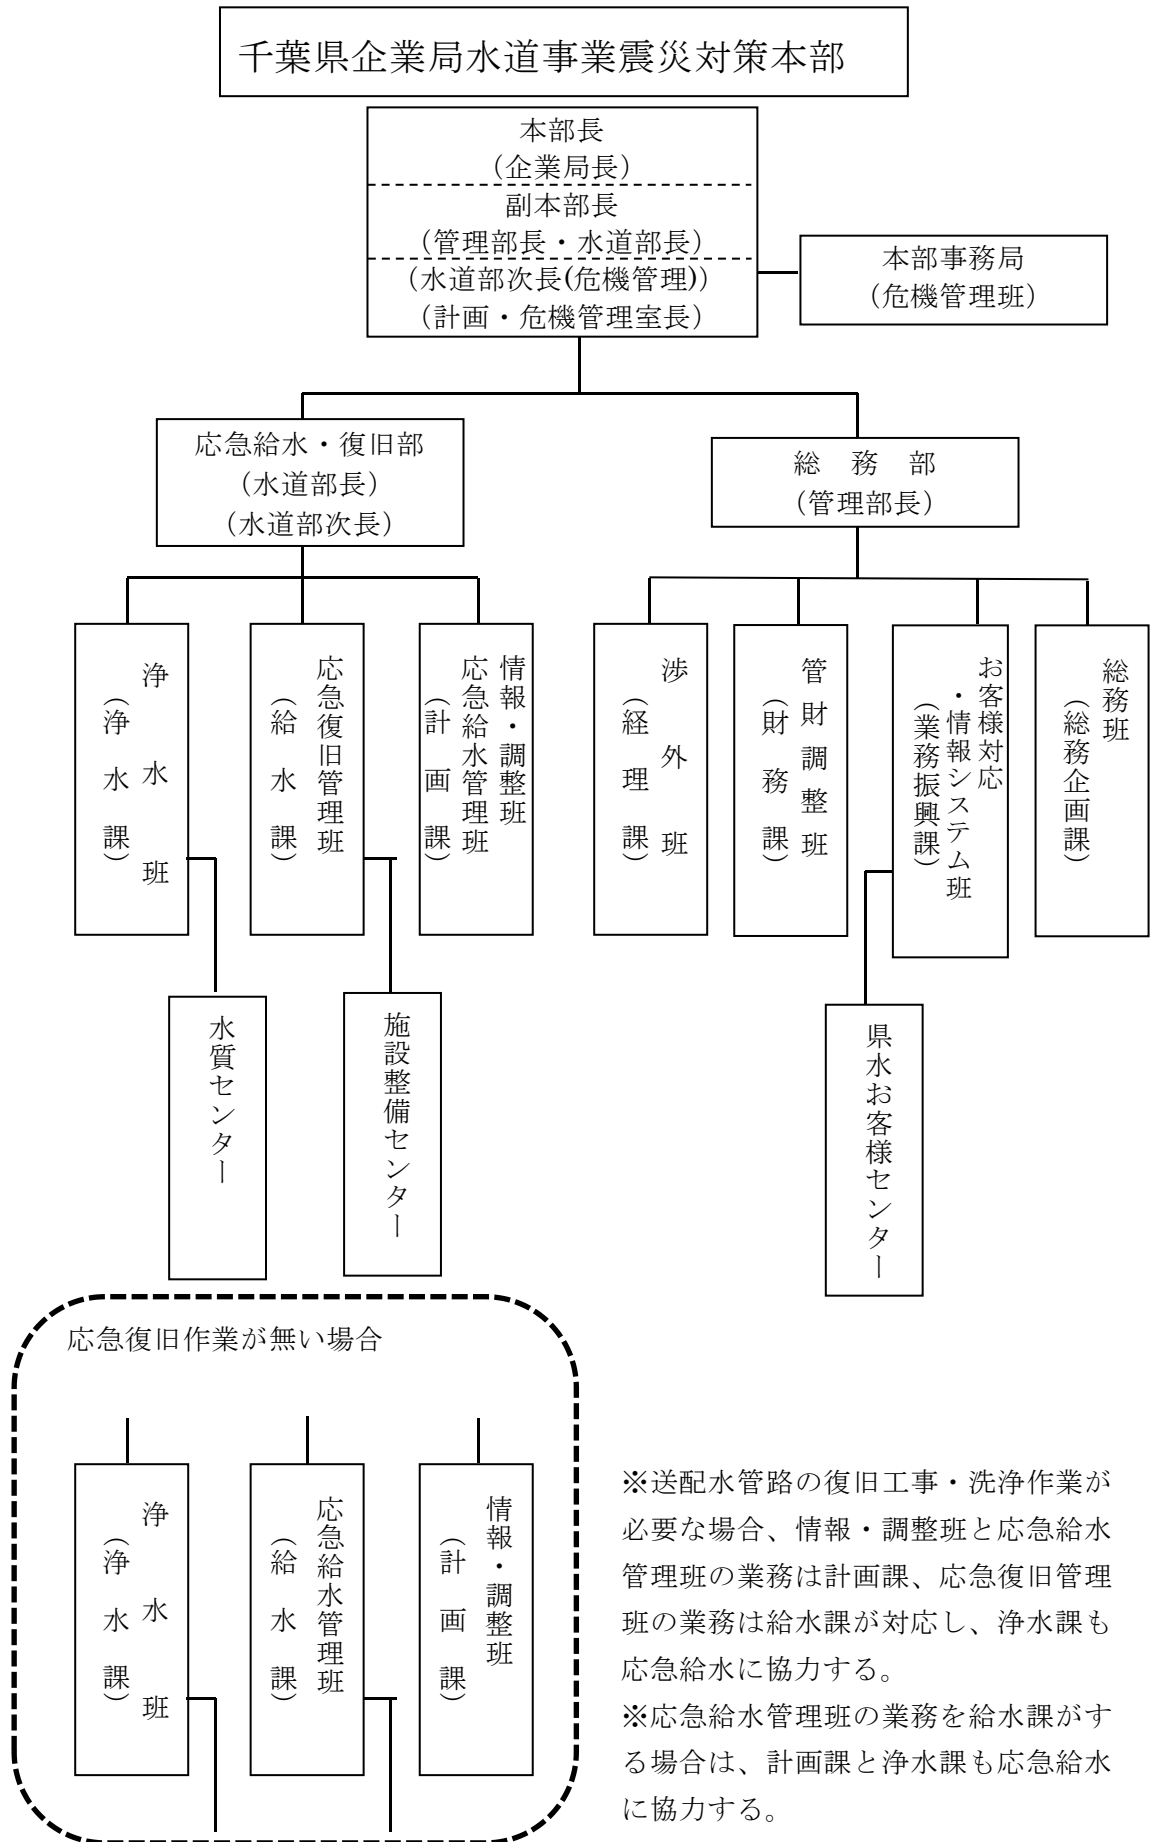 千葉県企業局水道事業震災対策本部
本部長
（企業局長）
副本部長
（管理部長・水道部長）
（水道部次長(危機管理)）
（計画・危機管理室長）
本部事務局
（危機管理班）
応急給水・復旧部
（水道部長）
（水道部次長）
総　務　部
（管理部長）
浄　水　班
（浄　水　課）
応急復旧管理班
（給　水　課）
情報・調整班
応急給水管理班
（計　画　課）
渉　外　班
（経　理　課）
管財調整班
（財　務　課）
お客様対応
・情報システム班
（業務振興課）
総務班
（総務企画課）
水質センター
施設整備センター
県水お客様センター
応急復旧作業が無い場合
浄　水　班
（浄　水　課）
応急給水管理班
（給　水　課）
情報・調整班
（計　画　課）
※送配水管路の復旧工事・洗浄作業が
必要な場合、情報・調整班と応急給水
管理班の業務は計画課、応急復旧管理
班の業務は給水課が対応し、浄水課も
応急給水に協力する。
※応急給水管理班の業務を給水課がす
る場合は、計画課と浄水課も応急給水
に協力する。